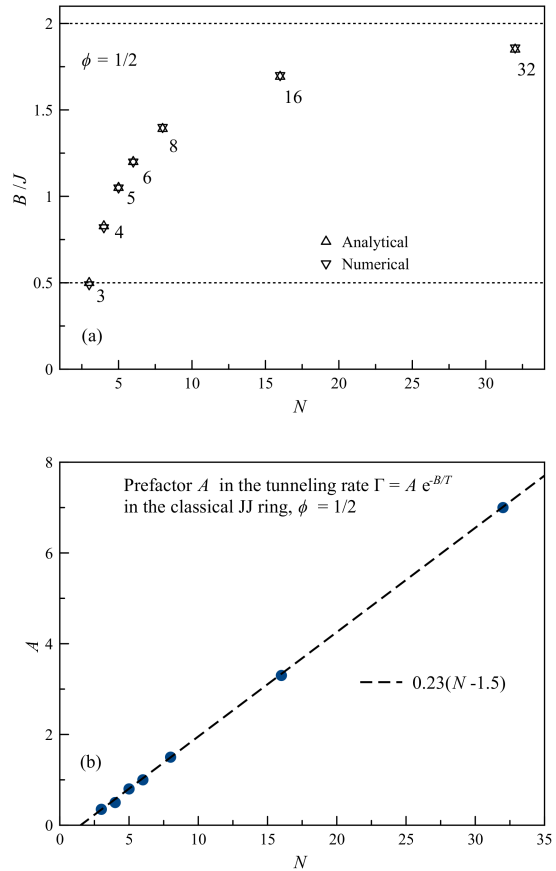 2
ϕ = 1/2
1.5
32
16
8
B / J
1
6
5
4
Analytical
Numerical
0.5
3
(a)
0
5 10 15 20 25 30
N
8
Prefactor A in the tunneling rate Γ = A e^-B/T
in the classical JJ ring, ϕ = 1/2
6
A
4
0.23(N -1.5)
2
(b)
0
0 5 10 15 20 25 30 35
N